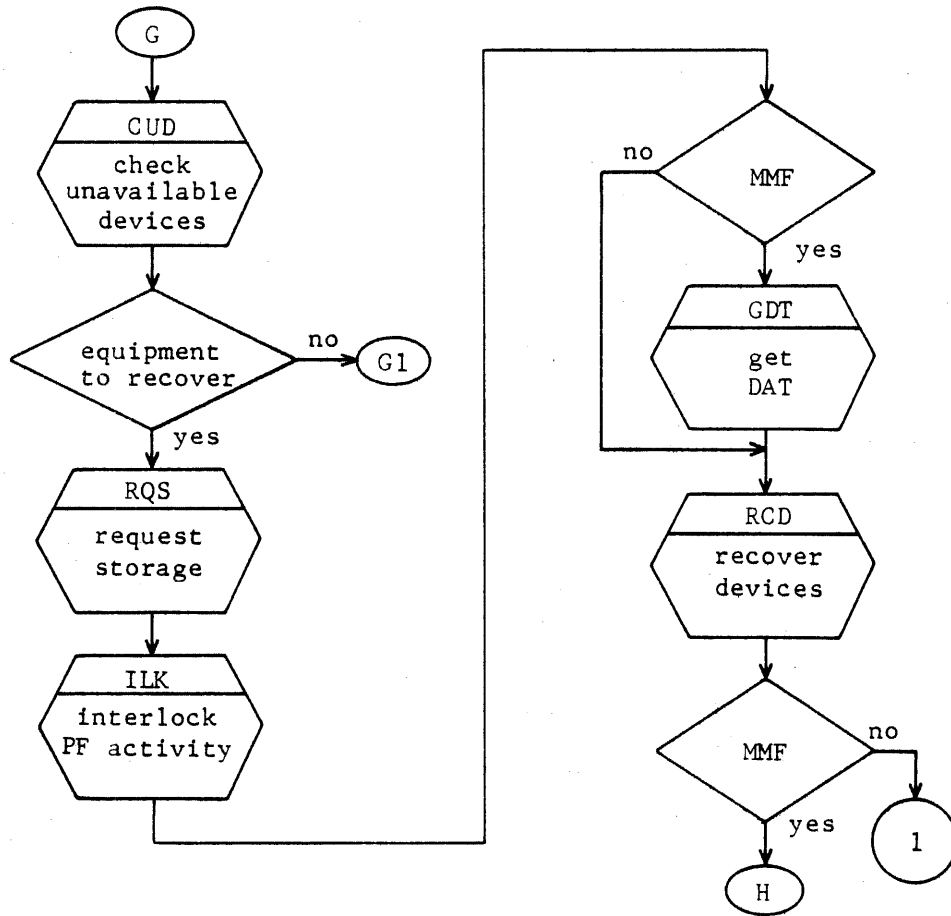 G
CUD
check
unavailable
devices
equipment
to recover
no
G1
yes
RQS
request
storage
ILK
interlock
PF activity
MMF
no
yes
GDT
get
DAT
RCD
recover
devices
MMF
no
yes
1
H